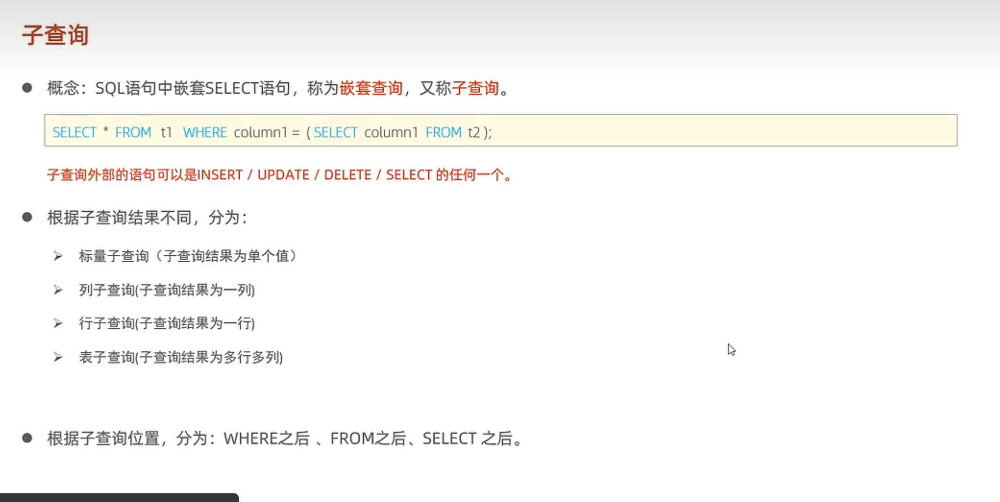 子查询
● 概念：SQL语句中嵌套SELECT语句，称为嵌套查询，又称子查询。
SELECT * FROM t1 WHERE column1 = ( SELECT column1 FROM t2 );
子查询外部的语句可以是INSERT / UPDATE / DELETE / SELECT 的任何一个。
● 根据子查询结果不同，分为：
➢ 标量子查询（子查询结果为单个值）
➢ 列子查询(子查询结果为一列)
➢ 行子查询(子查询结果为一行)
➢ 表子查询(子查询结果为多行多列)
● 根据子查询位置，分为：WHERE之后 、FROM之后、SELECT 之后。